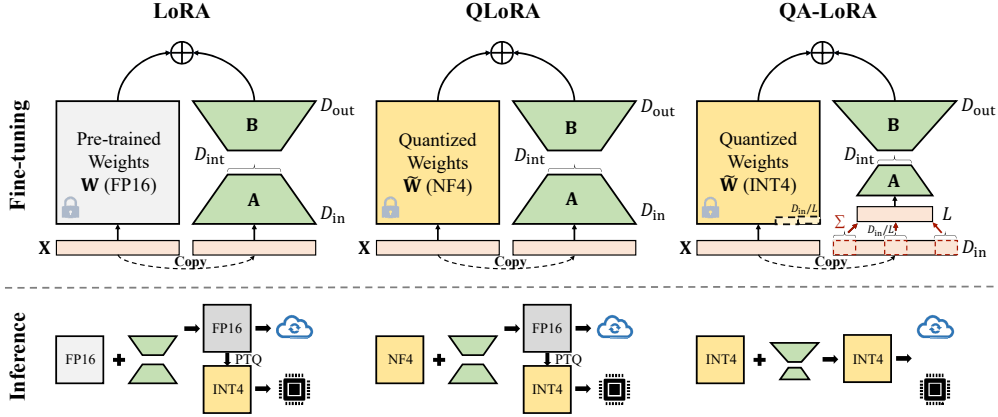 LoRA
QLoRA
QA-LoRA
Fine-tuning
Pre-trained
Weights
W (FP16)
B
D_out
D_int
A
D_in
X
Copy
Quantized
Weights
W̃ (NF4)
B
D_out
D_int
A
D_in
X
Copy
Quantized
Weights
W̃ (INT4)
D_in/L
B
D_out
D_int
A
L
Σ
D_in/L
D_in
X
Copy
Inference
FP16
+
FP16
PTQ
INT4
NF4
+
FP16
PTQ
INT4
INT4
+
INT4